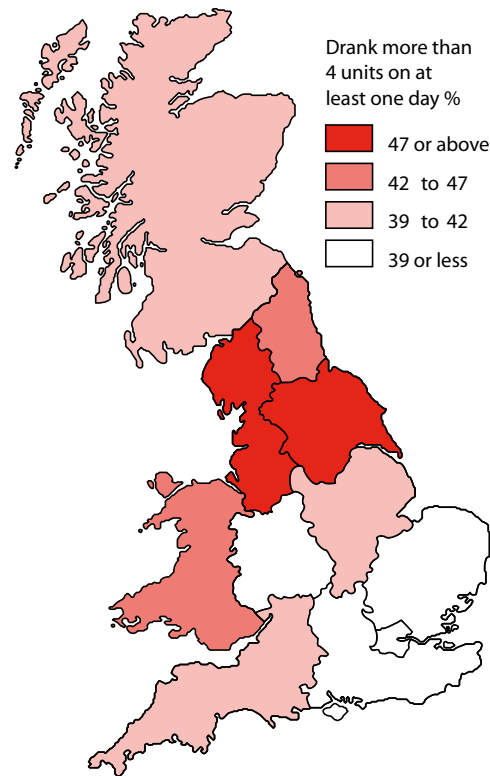 Drank more than
4 units on at
least one day %
47 or above
42 to 47
39 to 42
39 or less